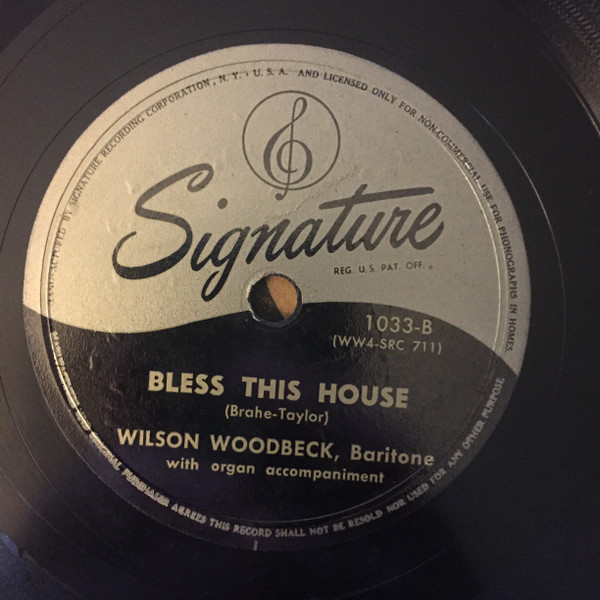 BY SIGNATURE RECORDING CORPORATION, N. Y., U. S. A. AND LICENSED ONLY FOR NON-COMMERCIAL USE FOR PHONOGRAPHS IN HOMES.
Signature
REG. U.S. PAT. OFF.
1033-B
(WW4-SRC 711)
BLESS THIS HOUSE
(Brahe-Taylor)
WILSON WOODBECK, Baritone
with organ accompaniment
ORIGINAL PURCHASER AGREES THIS RECORD SHALL NOT BE RESOLD NOR USED FOR ANY OTHER PURPOSE